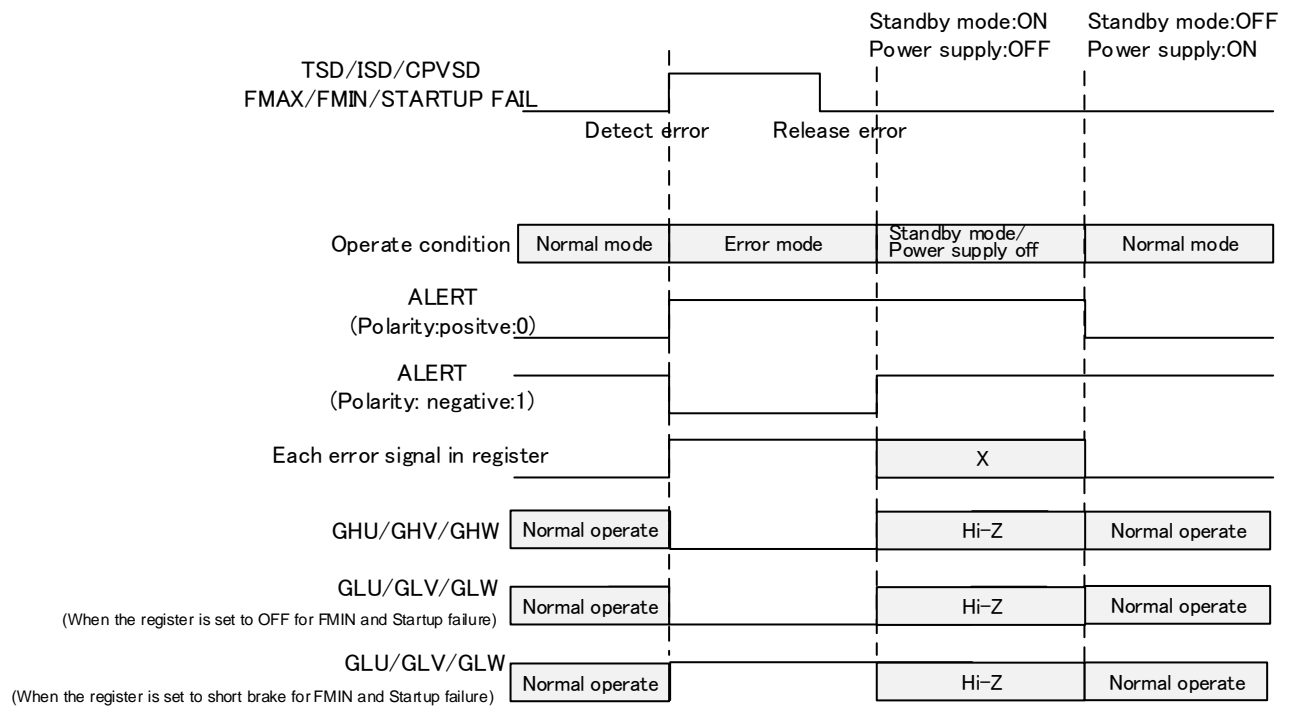 Standby mode:ON
Power supply:OFF
Standby mode:OFF
Power supply:ON
TSD/ISD/CPVSD
FMAX/FMIN/STARTUP FAIL
Detect error
Release error
Operate condition
Normal mode
Error mode
Standby mode/
Power supply off
Normal mode
ALERT
(Polarity:positve:0)
ALERT
(Polarity: negative:1)
Each error signal in register
X
GHU/GHV/GHW
Normal operate
Hi-Z
Normal operate
GLU/GLV/GLW
(When the register is set to OFF for FMIN and Startup failure)
Normal operate
Hi-Z
Normal operate
GLU/GLV/GLW
(When the register is set to short brake for FMIN and Startup failure)
Normal operate
Hi-Z
Normal operate